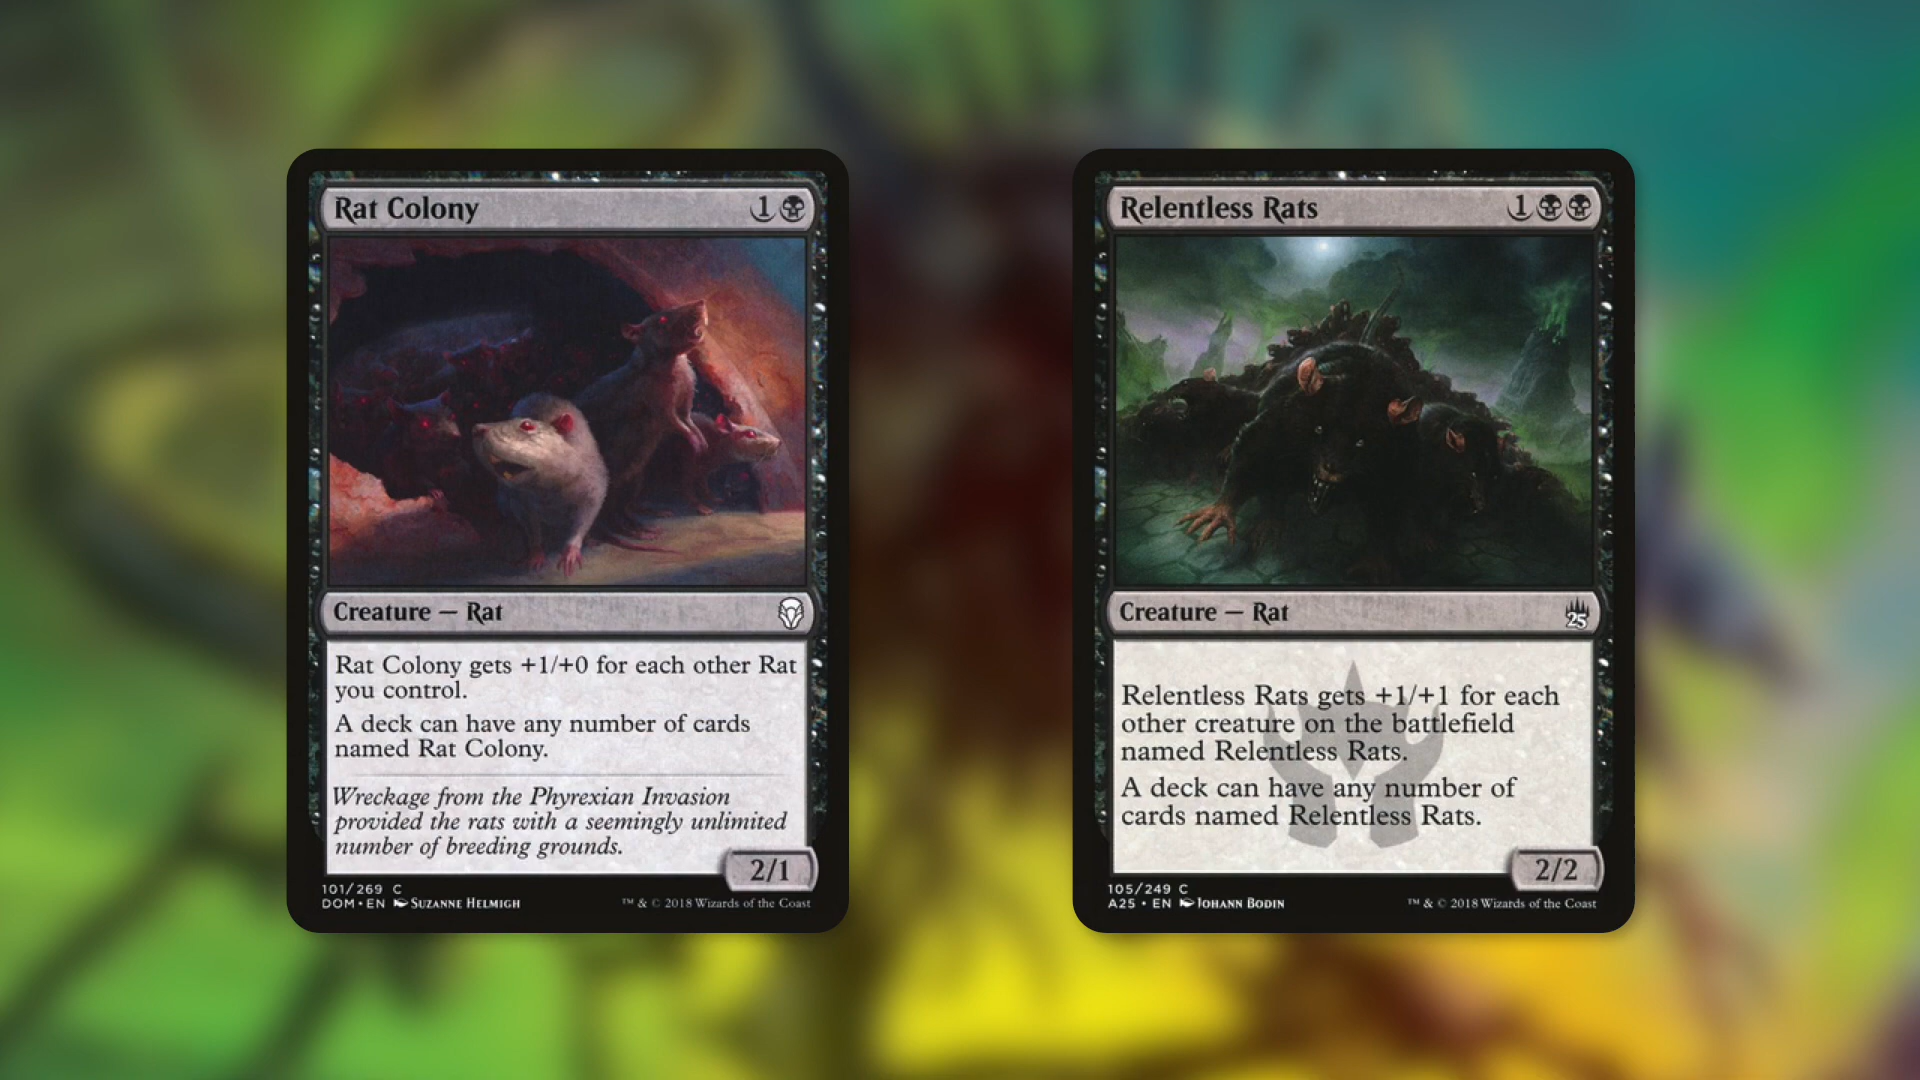 Rat Colony 1
Creature — Rat
Rat Colony gets +1/+0 for each other Rat
you control.
A deck can have any number of cards
named Rat Colony.
Wreckage from the Phyrexian Invasion
provided the rats with a seemingly unlimited
number of breeding grounds.
2/1
101/269 C
DOM • EN SUZANNE HELMIGH
™ & © 2018 Wizards of the Coast
Relentless Rats 1
Creature — Rat
25
Relentless Rats gets +1/+1 for each
other creature on the battlefield
named Relentless Rats.
A deck can have any number of
cards named Relentless Rats.
2/2
105/249 C
A25 • EN JOHANN BODIN
™ & © 2018 Wizards of the Coast